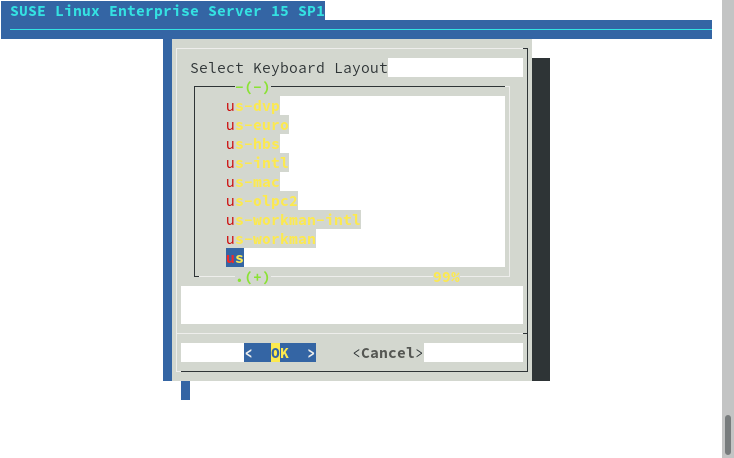 SUSE Linux Enterprise Server 15 SP1
Select Keyboard Layout
-(-)
us-dvp
us-euro
us-hbs
us-intl
us-mac
us-olpc2
us-workman-intl
us-workman
us
.(+) 99%
< OK > <Cancel>